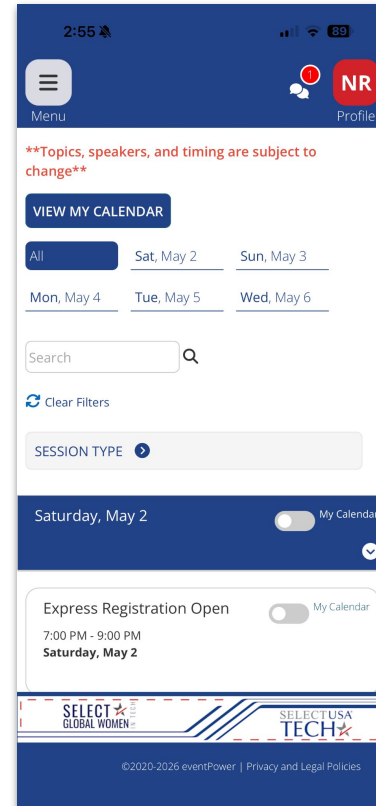 2:55
89
1
NR
Menu
Profile
**Topics, speakers, and timing are subject to
change**
VIEW MY CALENDAR
All
Sat, May 2
Sun, May 3
Mon, May 4
Tue, May 5
Wed, May 6
Search
Clear Filters
SESSION TYPE
Saturday, May 2
My Calendar
Express Registration Open
My Calendar
7:00 PM - 9:00 PM
Saturday, May 2
SELECT
GLOBAL WOMEN
IN TECH
SELECTUSA
TECH
©2020-2026 eventPower | Privacy and Legal Policies